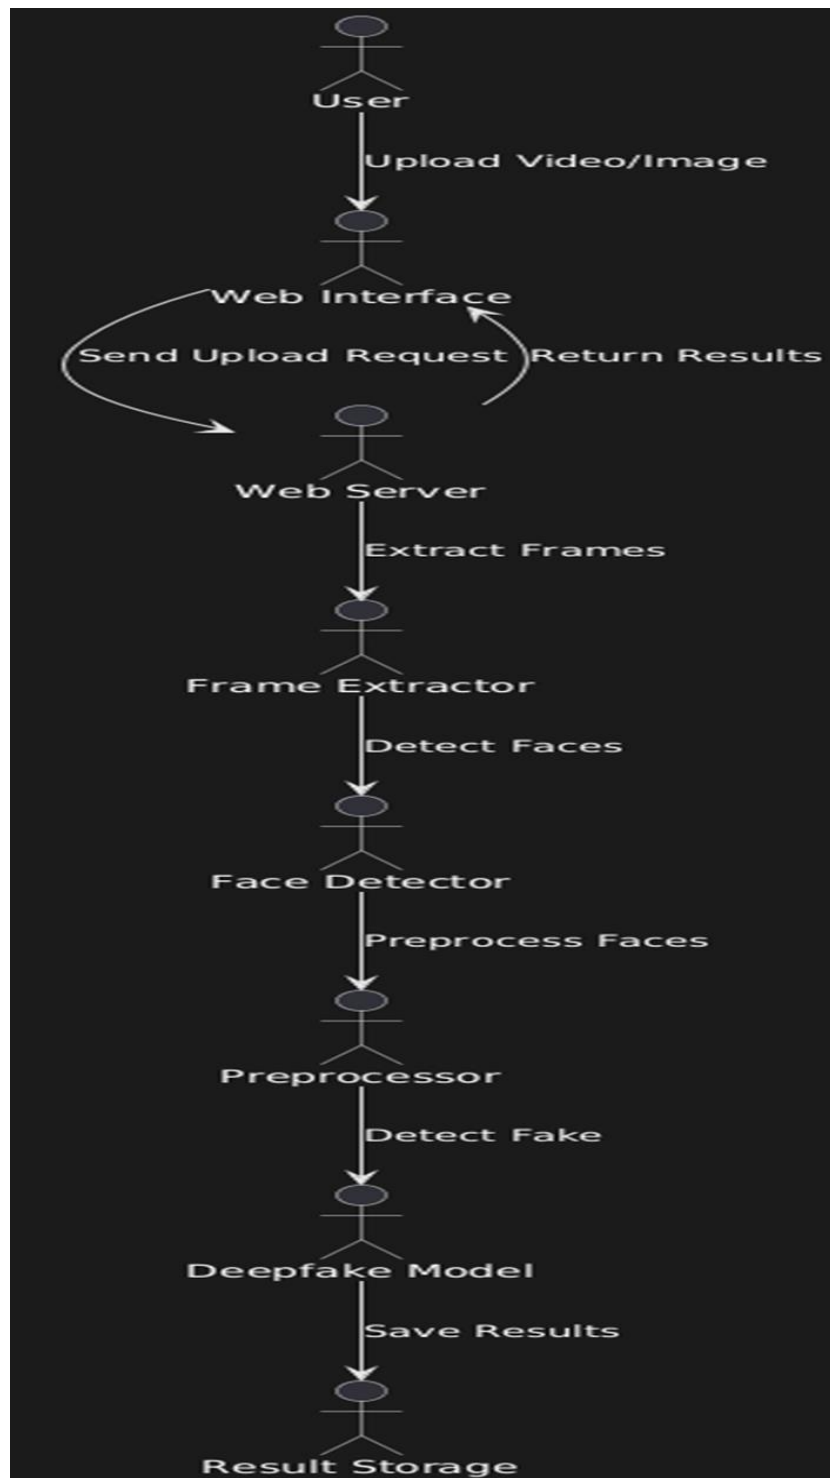 User
Upload Video/Image
Web Interface
Send Upload Request Return Results
Web Server
Extract Frames
Frame Extractor
Detect Faces
Face Detector
Preprocess Faces
Preprocessor
Detect Fake
Deepfake Model
Save Results
Result Storage